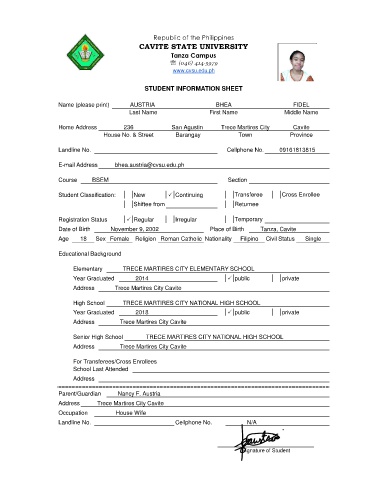 Republic of the Philippines
CAVITE STATE UNIVERSITY
Tanza Campus
☎ (046) 414-3979
www.cvsu.edu.ph
STUDENT INFORMATION SHEET
Name (please print) AUSTRIA BHEA FIDEL
Last Name First Name Middle Name
Home Address 236 San Agustin Trece Martires City Cavite
House No. & Street Barangay Town Province
Landline No. Cellphone No. 09161813815
E-mail Address bhea.austria@cvsu.edu.ph
Course BSEM Section
Student Classification: New ✓ Continuing Transferee Cross Enrollee
Shiftee from Returnee
Registration Status ✓ Regular Irregular Temporary
Date of Birth November 9, 2002 Place of Birth Tanza, Cavite
Age 18 Sex Female Religion Roman Catholic Nationality Filipino Civil Status Single
Educational Background
Elementary TRECE MARTIRES CITY ELEMENTARY SCHOOL
Year Graduated 2014 ✓ public private
Address Trece Martires City Cavite
High School TRECE MARTIRES CITY NATIONAL HIGH SCHOOL
Year Graduated 2018 ✓ public private
Address Trece Martires City Cavite
Senior High School TRECE MARTIRES CITY NATIONAL HIGH SCHOOL
Address Trece Martires City Cavite
For Transferees/Cross Enrollees
School Last Attended
Address
Parent/Guardian Nancy F. Austria
Address Trece Martires City Cavite
Occupation House Wife
Landline No. Cellphone No. N/A
Signature of Student